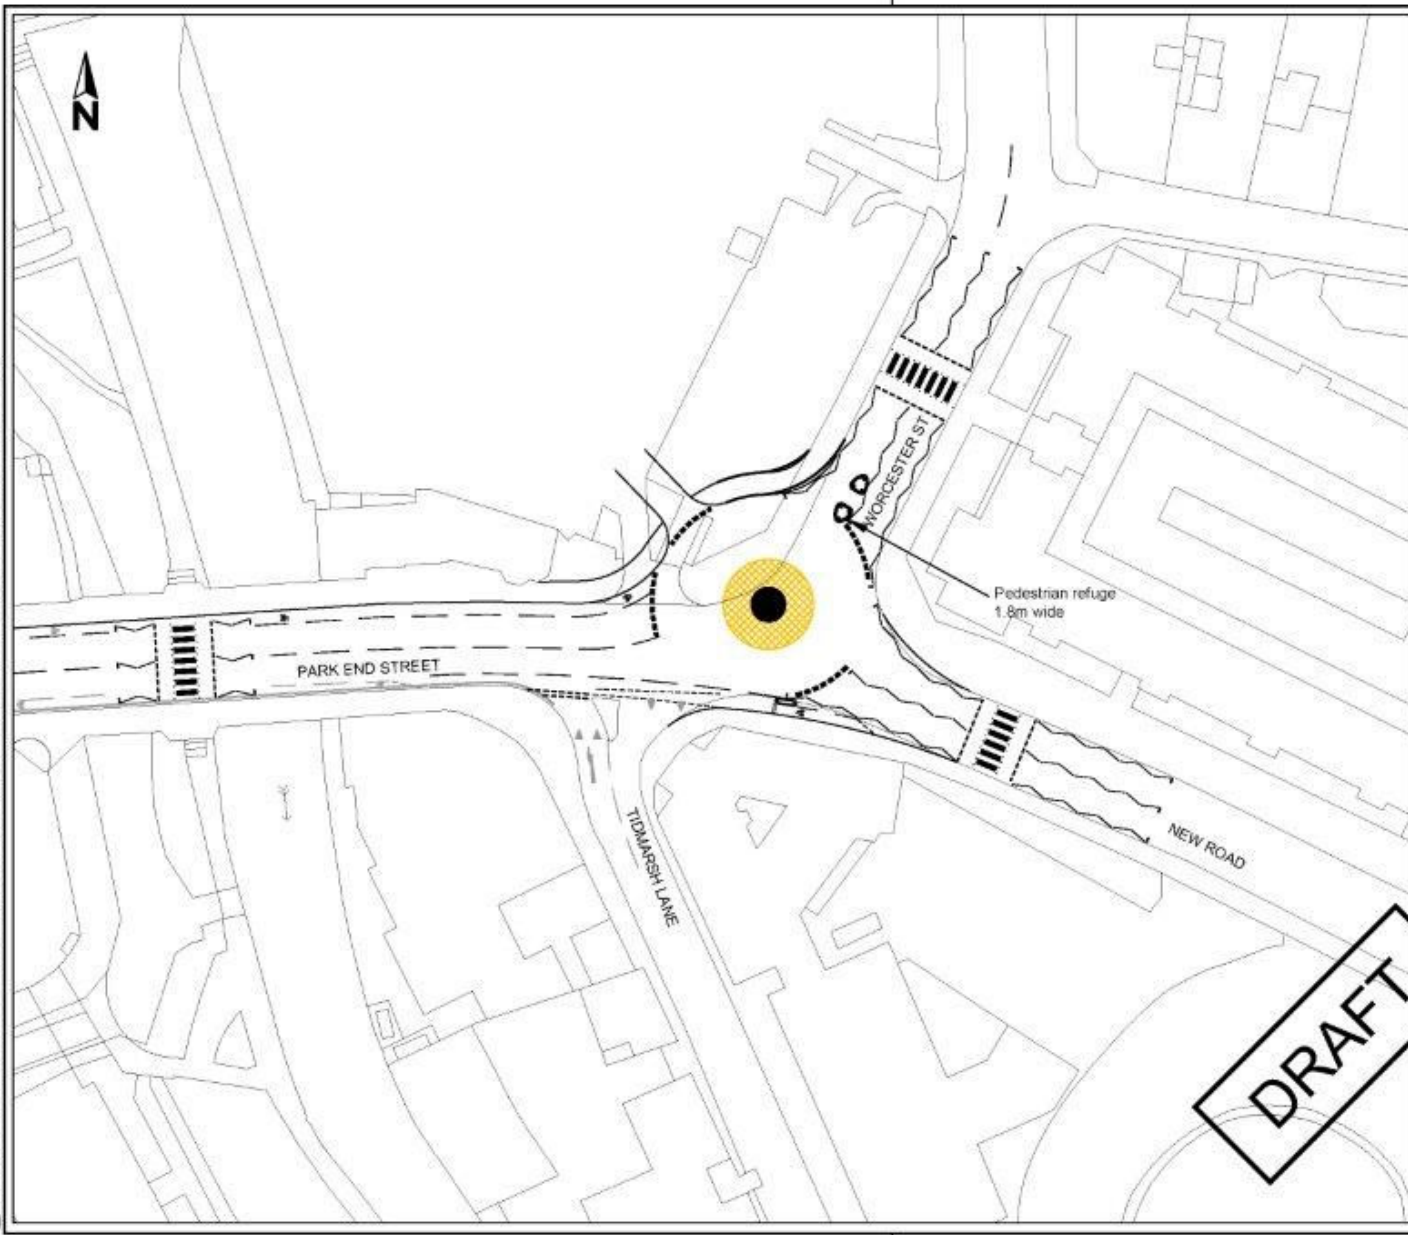 N
WORCESTER ST
Pedestrian refuge
1.8m wide
PARK END STREET
TIDMARSH LANE
NEW ROAD
DRAFT